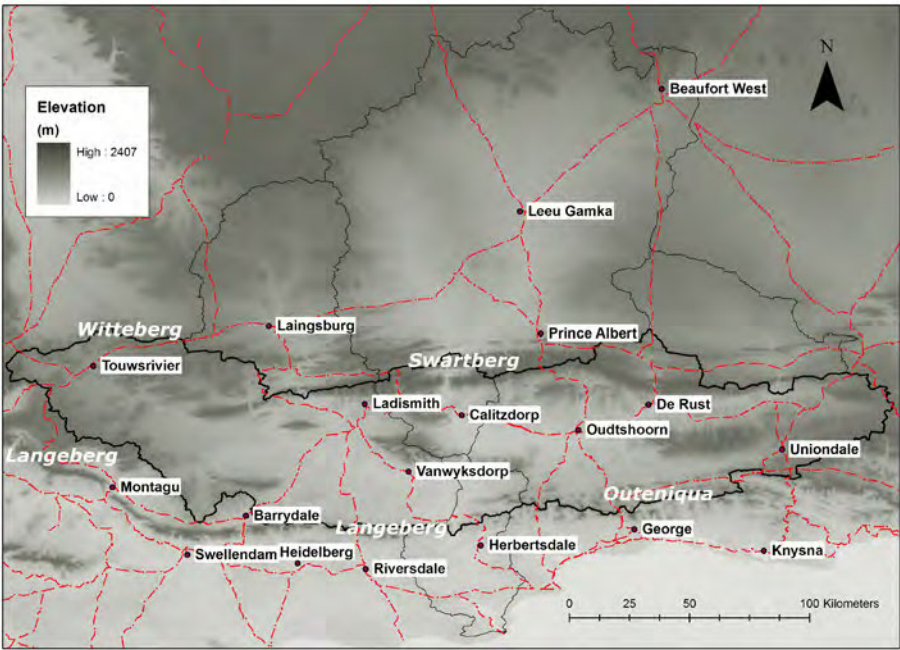 N
Beaufort West
Elevation
(m)
High : 2407
Low : 0
Leeu Gamka
Witteberg
Laingsburg
Prince Albert
Touwsrivier
Swartberg
Ladismith
De Rust
Calitzdorp
Oudtshoorn
Langeberg
Uniondale
Vanwyksdorp
Montagu
Outeniqua
Barrydale
Langeberg
George
Swellendam
Heidelberg
Herbertsdale
Knysna
Riversdale
0 25 50 100 Kilometers